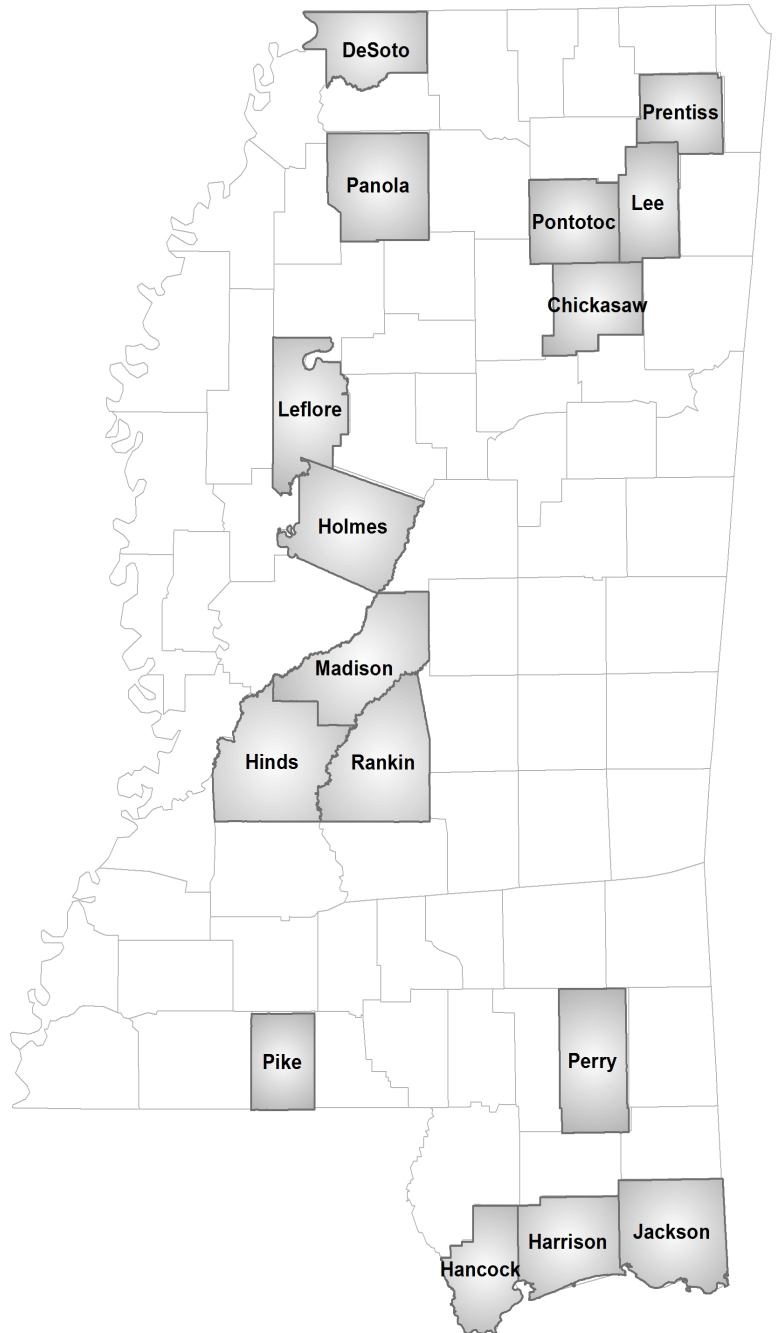 DeSoto
Prentiss
Panola
Lee
Pontotoc
Chickasaw
Leflore
Holmes
Madison
Hinds
Rankin
Pike
Perry
Jackson
Harrison
Hancock